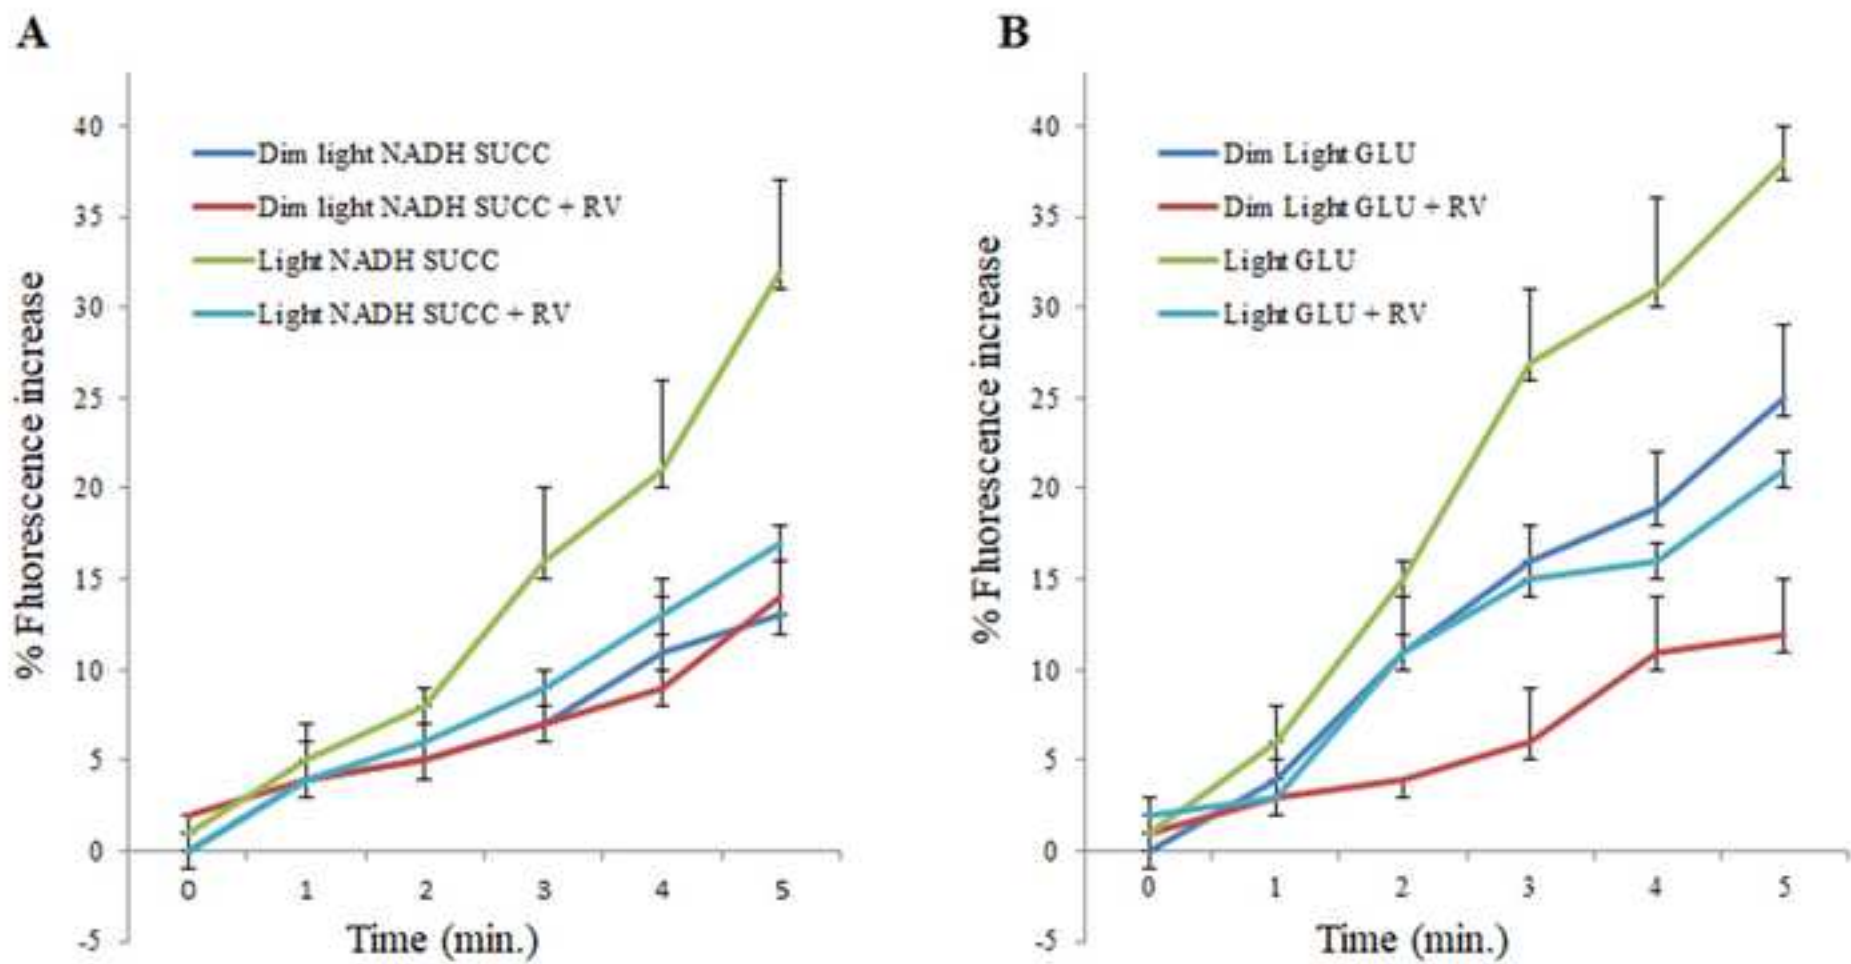 A
% Fluorescence increase
40
35
30
25
20
15
10
5
0
-5
Dim light NADH SUCC
Dim light NADH SUCC + RV
Light NADH SUCC
Light NADH SUCC + RV
0 1 2 3 4 5
Time (min.)
B
% Fluorescence increase
40
35
30
25
20
15
10
5
0
-5
Dim Light GLU
Dim Light GLU + RV
Light GLU
Light GLU + RV
0 1 2 3 4 5
Time (min.)